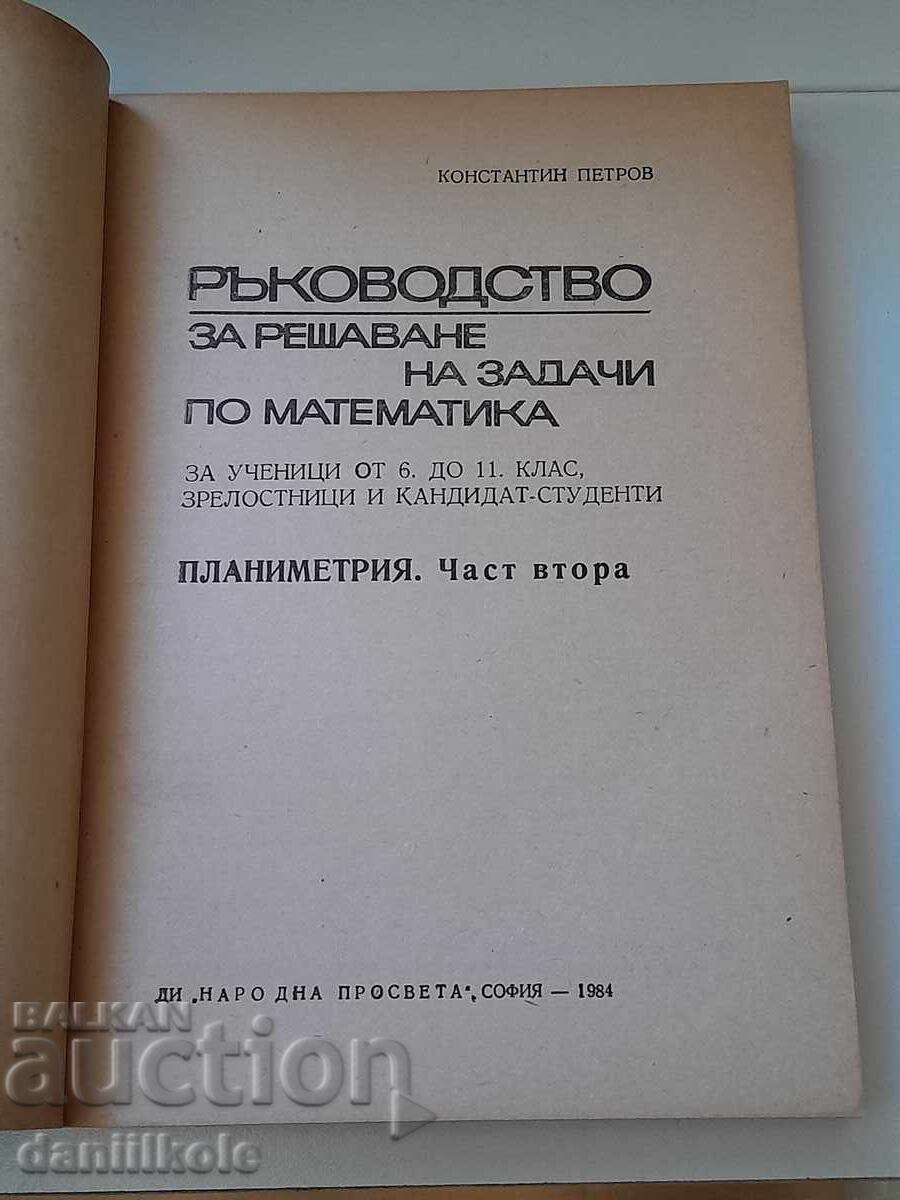 КОНСТАНТИН ПЕТРОВ
РЪКОВОДСТВО
ЗА РЕШАВАНЕ
НА ЗАДАЧИ
ПО МАТЕМАТИКА
ЗА УЧЕНИЦИ ОТ 6. ДО 11. КЛАС,
ЗРЕЛОСТНИЦИ И КАНДИДАТ-СТУДЕНТИ
ПЛАНИМЕТРИЯ. Част втора
ДИ „НАРОДНА ПРОСВЕТА“, СОФИЯ — 1984
BALKAN
auction
daniilkole